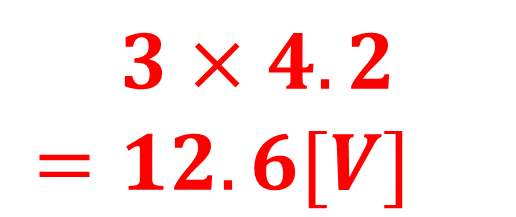 3 × 4.2
= 12.6[V]